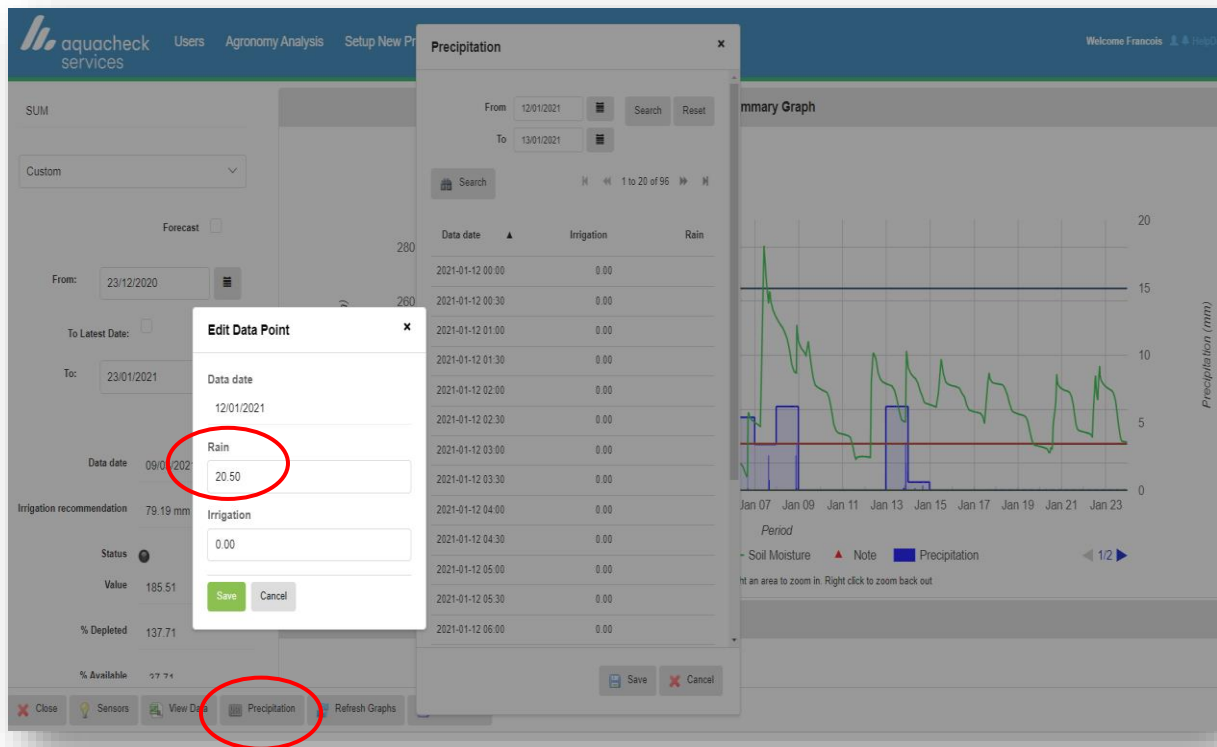 aquacheck
services
Users Agronomy Analysis Setup New Pr
Welcome Francois
SUM
Custom
Forecast
From: 23/12/2020
To Latest Date:
To: 23/01/2021
Data date
Irrigation recommendation 79.19 mm
Status
Value 185.51
% Depleted 137.71
% Available
Edit Data Point x
Data date
12/01/2021
Rain
20.50
Irrigation
0.00
Save Cancel
Precipitation x
From 12/01/2021 Search Reset
To 13/01/2021
Search 1 to 20 of 96
Data date ▲ Irrigation Rain
2021-01-12 00:00 0.00
2021-01-12 00:30 0.00
2021-01-12 01:00 0.00
2021-01-12 01:30 0.00
2021-01-12 02:00 0.00
2021-01-12 02:30 0.00
2021-01-12 03:00 0.00
2021-01-12 03:30 0.00
2021-01-12 04:00 0.00
2021-01-12 04:30 0.00
2021-01-12 05:00 0.00
2021-01-12 05:30 0.00
2021-01-12 06:00 0.00
Save Cancel
mmary Graph
280
260
20
15
10
5
0
Precipitation (mm)
Jan 07 Jan 09 Jan 11 Jan 13 Jan 15 Jan 17 Jan 19 Jan 21 Jan 23
Period
Soil Moisture ▲ Note Precipitation 1/2
ht an area to zoom in. Right click to zoom back out
Close Sensors View Data Precipitation Refresh Graphs